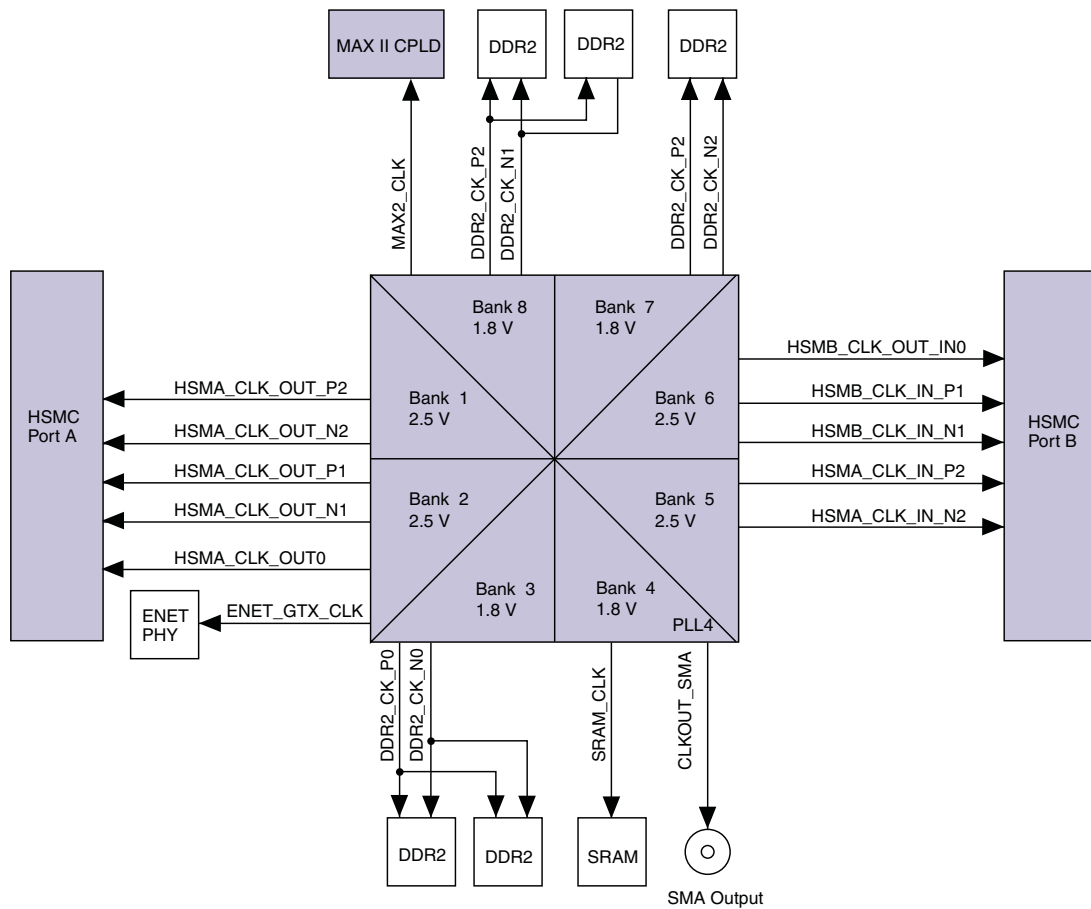 MAX II CPLD
DDR2
DDR2
DDR2
MAX2_CLK
DDR2_CK_P2
DDR2_CK_N1
DDR2_CK_P2
DDR2_CK_N2
Bank 8
1.8 V
Bank 7
1.8 V
Bank 1
2.5 V
Bank 6
2.5 V
Bank 2
2.5 V
Bank 5
2.5 V
Bank 3
1.8 V
Bank 4
1.8 V
PLL4
HSMC
Port A
HSMA_CLK_OUT_P2
HSMA_CLK_OUT_N2
HSMA_CLK_OUT_P1
HSMA_CLK_OUT_N1
HSMA_CLK_OUT0
ENET_GTX_CLK
ENET
PHY
HSMB_CLK_OUT_IN0
HSMB_CLK_IN_P1
HSMB_CLK_IN_N1
HSMA_CLK_IN_P2
HSMA_CLK_IN_N2
HSMC
Port B
DDR2_CK_P0
DDR2_CK_N0
SRAM_CLK
CLKOUT_SMA
DDR2
DDR2
SRAM
SMA Output